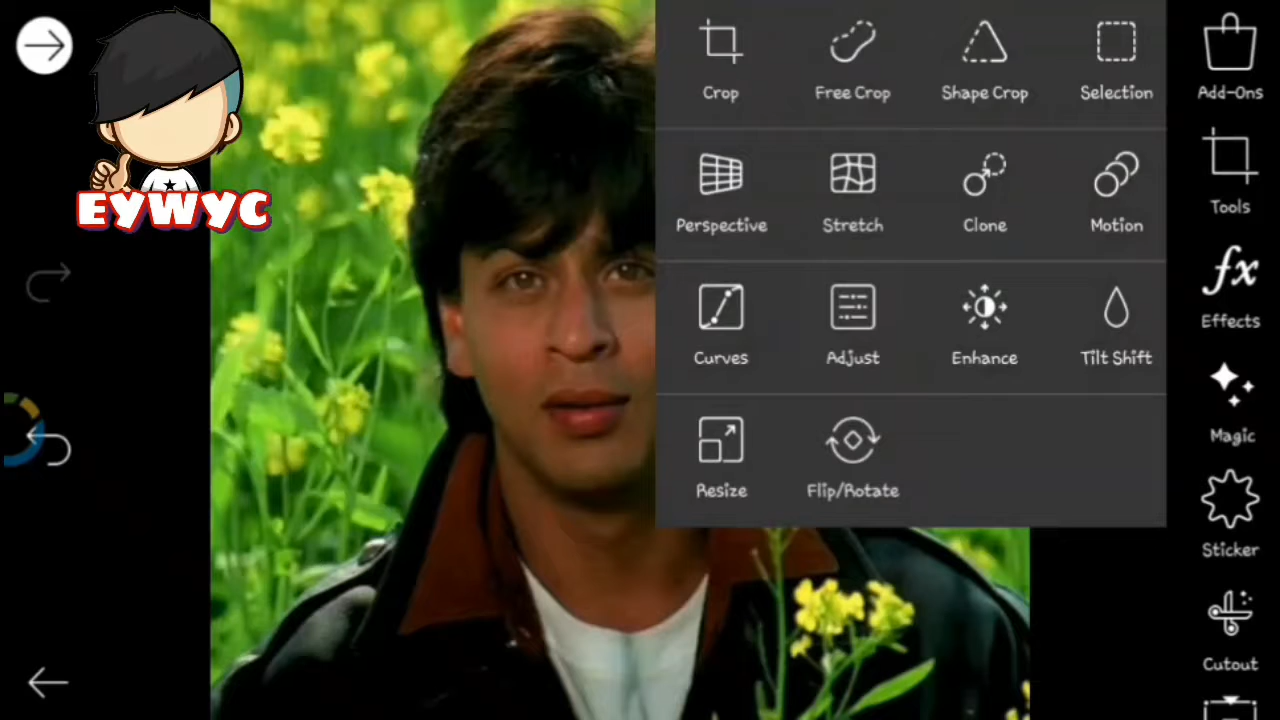 Crop Free Crop Shape Crop Selection
Add-Ons
Perspective Stretch Clone Motion
Tools
Curves Adjust Enhance Tilt Shift
Effects
Resize Flip/Rotate
Magic
Sticker
Cutout
EYWYC
fx